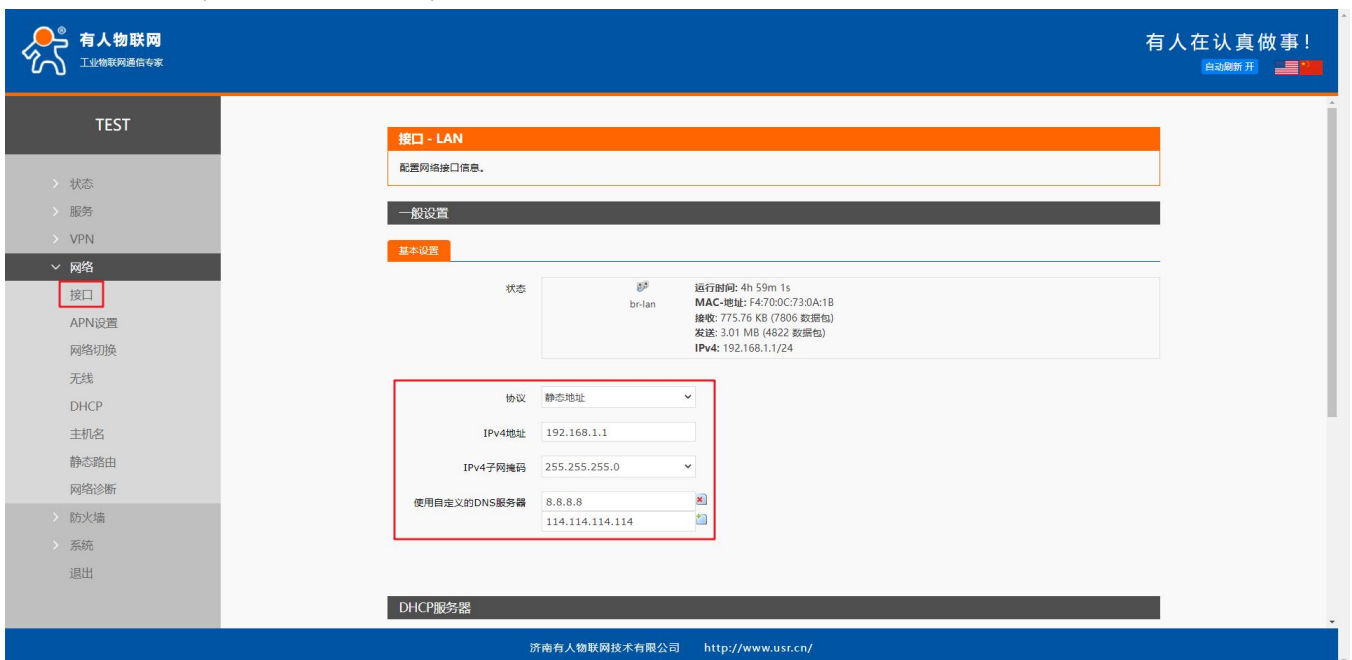 有人物联网
工业物联网通信专家
有人在认真做事!
自动刷新 开
TEST
状态
服务
VPN
网络
接口
APN设置
网络切换
无线
DHCP
主机名
静态路由
网络诊断
防火墙
系统
退出
接口 - LAN
配置网络接口信息。
一般设置
基本设置
状态
br-lan
运行时间: 4h 59m 1s
MAC-地址: F4:70:0C:73:0A:1B
接收: 775.76 KB (7806 数据包)
发送: 3.01 MB (4822 数据包)
IPv4: 192.168.1.1/24
协议 静态地址
IPv4地址 192.168.1.1
IPv4子网掩码 255.255.255.0
使用自定义的DNS服务器 8.8.8.8
114.114.114.114
DHCP服务器
济南有人物联网技术有限公司 http://www.usr.cn/